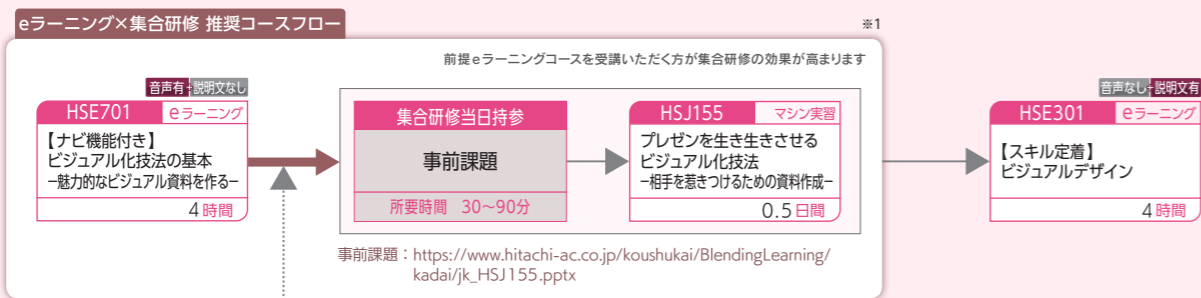 eラーニング×集合研修 推奨コースフロー
※1
前提eラーニングコースを受講いただく方が集合研修の効果が高まります
音声有+説明文なし
HSE701 eラーニング
【ナビ機能付き】
ビジュアル化技法の基本
−魅力的なビジュアル資料を作る−
4時間
集合研修当日持参
事前課題
所要時間 30〜90分
HSJ155 マシン実習
プレゼンを生き生きさせる
ビジュアル化技法
−相手を惹きつけるための資料作成−
0.5日間
事前課題：https://www.hitachi-ac.co.jp/koushukai/BlendingLearning/
kadai/jk_HSJ155.pptx
音声なし+説明文有
HSE301 eラーニング
【スキル定着】
ビジュアルデザイン
4時間